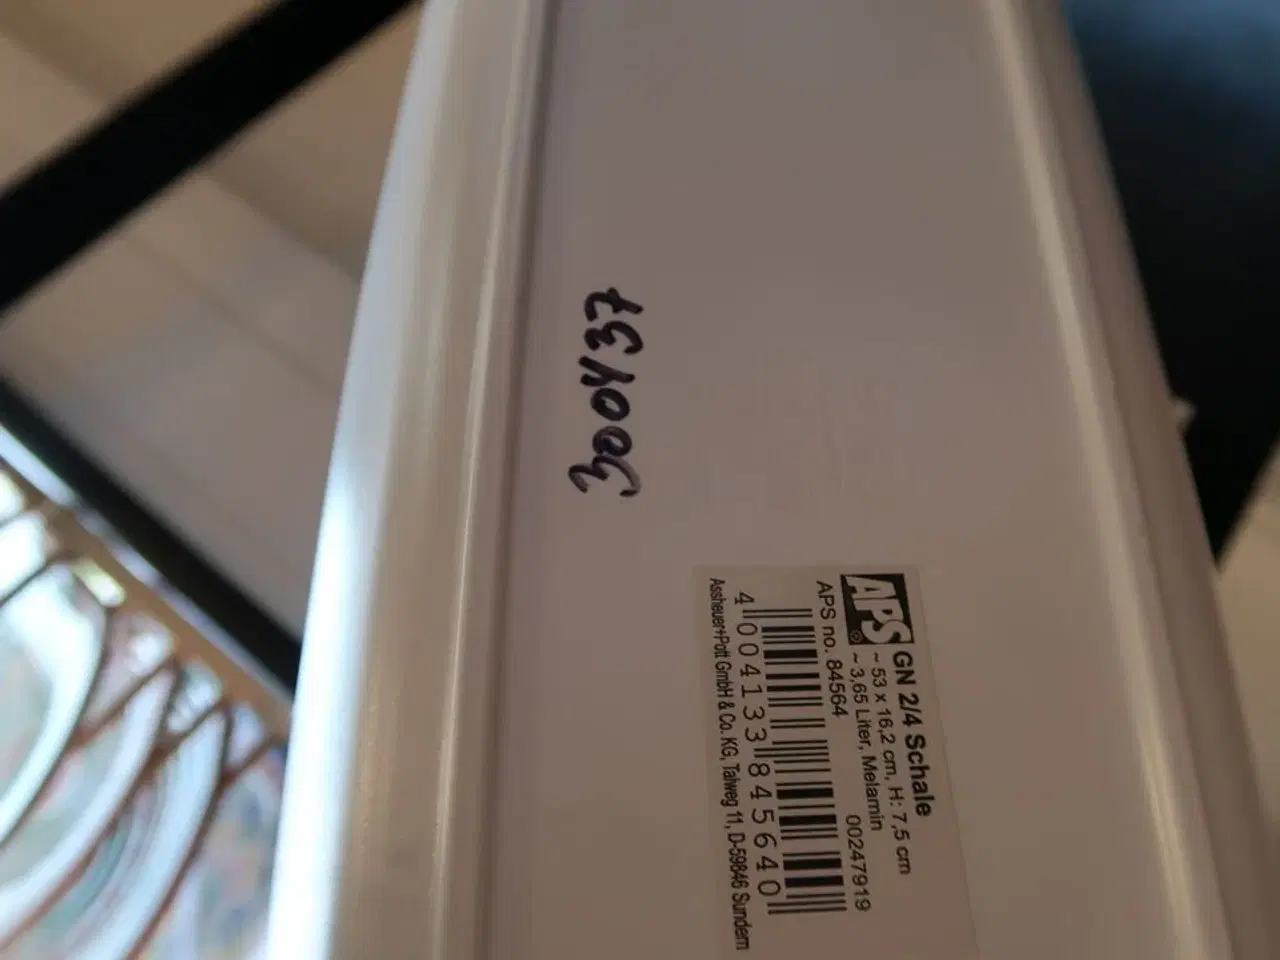 APS® GN 2/4 Schale
~ 53 x 16,2 cm, H: 7,5 cm
~ 3,65 Liter, Melamin
APS no. 84564 00247919
4 004133 845640
Assheuer+Pott GmbH & Co. KG, Talweg 11, D-59846 Sundern